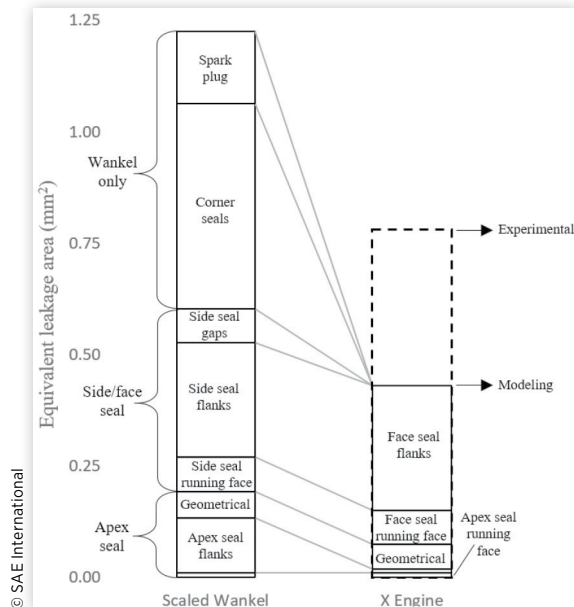 1.25
1.00
0.75
0.50
0.25
0.00
Equivalent leakage area (mm²)
Wankel
only
Side/face
seal
Apex
seal
Spark
plug
Corner
seals
Side seal
gaps
Side seal
flanks
Side seal
running face
Geometrical
Apex seal
flanks
Experimental
Modeling
Face seal
flanks
Face seal
running face
Geometrical
Apex seal
running
face
Scaled Wankel
X Engine
© SAE International